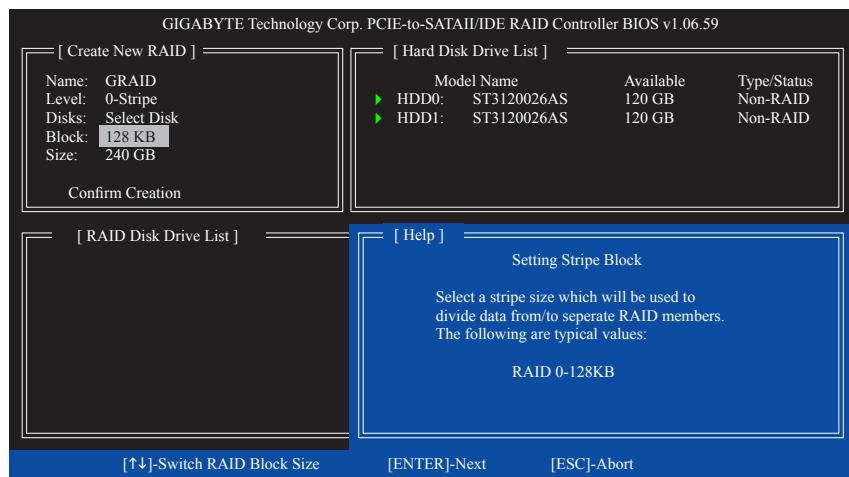 GIGABYTE Technology Corp. PCIE-to-SATAII/IDE RAID Controller BIOS v1.06.59
[ Create New RAID ]
Name: GRAID
Level: 0-Stripe
Disks: Select Disk
Block: 128 KB
Size: 240 GB
Confirm Creation
[ Hard Disk Drive List ]
Model Name Available Type/Status
HDD0: ST3120026AS 120 GB Non-RAID
HDD1: ST3120026AS 120 GB Non-RAID
[ RAID Disk Drive List ]
[ Help ]
Setting Stripe Block
Select a stripe size which will be used to
divide data from/to seperate RAID members.
The following are typical values:
RAID 0-128KB
[↑↓]-Switch RAID Block Size [ENTER]-Next [ESC]-Abort